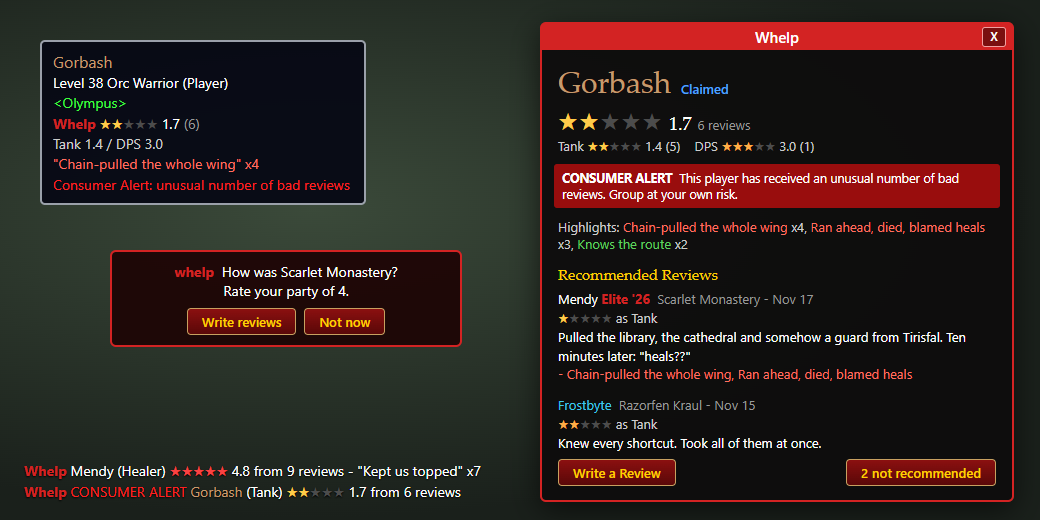 Gorbash
Level 38 Orc Warrior (Player)
<Olympus>
Whelp ★★★★★ 1.7 (6)
Tank 1.4 / DPS 3.0
"Chain-pulled the whole wing" x4
Consumer Alert: unusual number of bad reviews
whelp How was Scarlet Monastery?
Rate your party of 4.
Write reviews Not now
Whelp Mendy (Healer) ★★★★★ 4.8 from 9 reviews - "Kept us topped" x7
Whelp CONSUMER ALERT Gorbash (Tank) ★★★★★ 1.7 from 6 reviews
Whelp X
Gorbash Claimed
★★★★★ 1.7 6 reviews
Tank ★★★★★ 1.4 (5) DPS ★★★★★ 3.0 (1)
CONSUMER ALERT This player has received an unusual number of bad
reviews. Group at your own risk.
Highlights: Chain-pulled the whole wing x4, Ran ahead, died, blamed heals
x3, Knows the route x2
Recommended Reviews
Mendy Elite '26 Scarlet Monastery - Nov 17
★★★★★ as Tank
Pulled the library, the cathedral and somehow a guard from Tirisfal. Ten
minutes later: "heals??"
- Chain-pulled the whole wing, Ran ahead, died, blamed heals
Frostbyte Razorfen Kraul - Nov 15
★★★★★ as Tank
Knew every shortcut. Took all of them at once.
Write a Review 2 not recommended